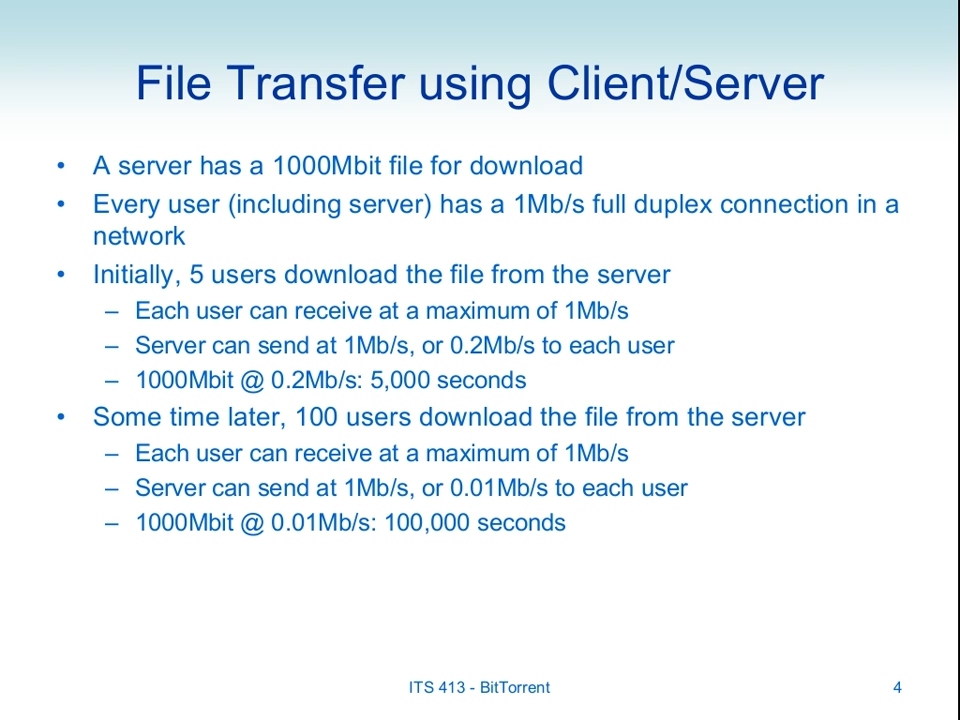 File Transfer using Client/Server
• A server has a 1000Mbit file for download
• Every user (including server) has a 1Mb/s full duplex connection in a
network
• Initially, 5 users download the file from the server
– Each user can receive at a maximum of 1Mb/s
– Server can send at 1Mb/s, or 0.2Mb/s to each user
– 1000Mbit @ 0.2Mb/s: 5,000 seconds
• Some time later, 100 users download the file from the server
– Each user can receive at a maximum of 1Mb/s
– Server can send at 1Mb/s, or 0.01Mb/s to each user
– 1000Mbit @ 0.01Mb/s: 100,000 seconds
ITS 413 - BitTorrent
4